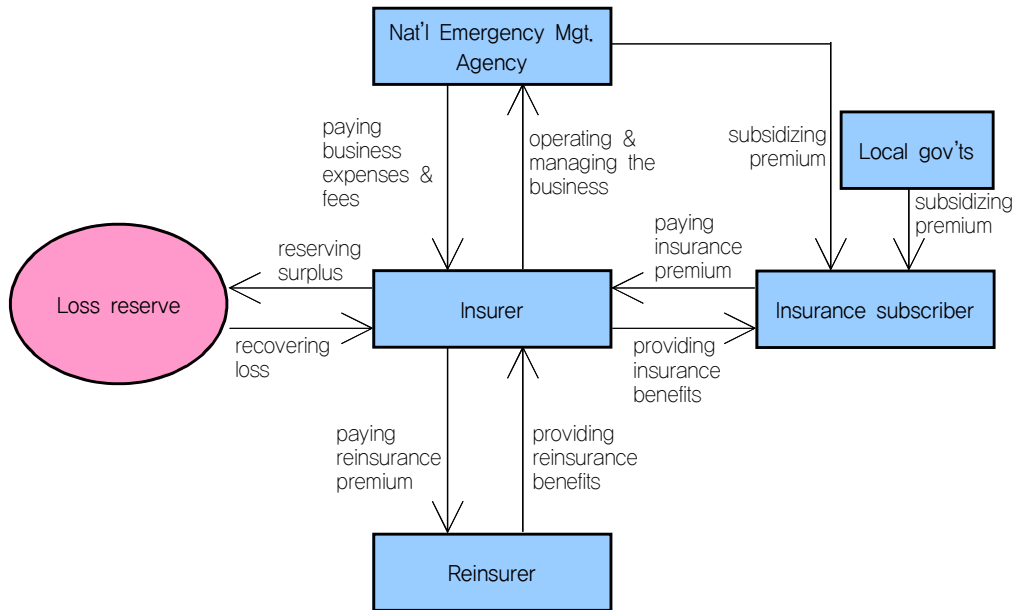 Nat'l Emergency Mgt.
Agency
paying
business
expenses &
fees
operating &
managing the
business
subsidizing
premium
Local gov'ts
subsidizing
premium
reserving
surplus
paying
insurance
premium
Loss reserve
Insurer
Insurance subscriber
recovering
loss
providing
insurance
benefits
paying
reinsurance
premium
providing
reinsurance
benefits
Reinsurer